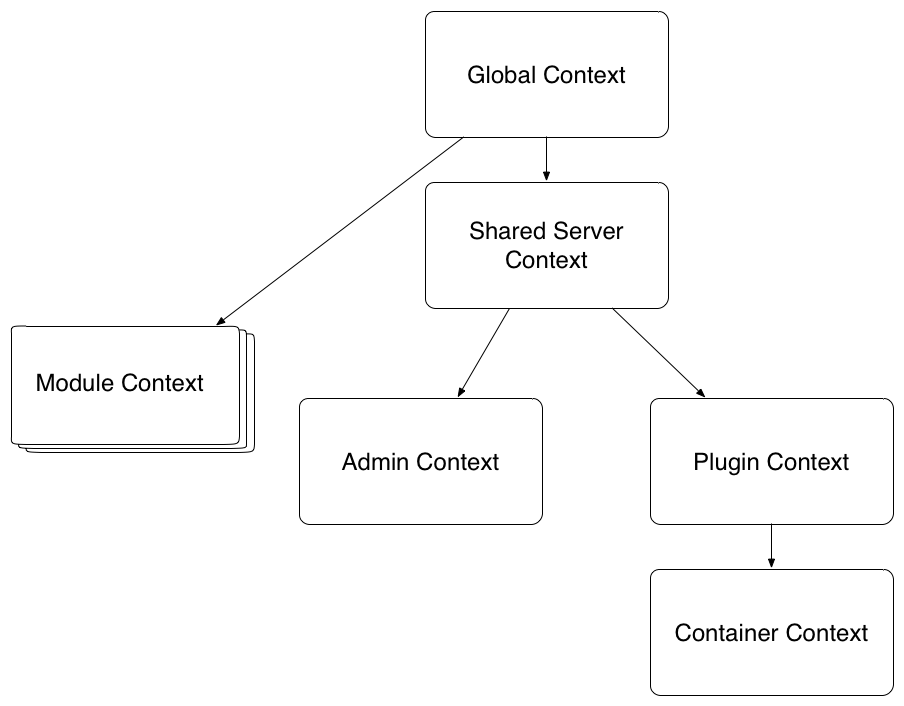 Global Context
Shared Server
Context
Module Context
Admin Context
Plugin Context
Container Context